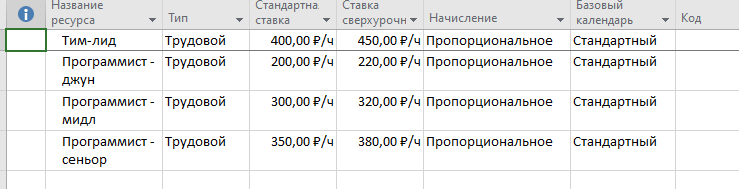 Название ресурса Тип Стандартна ставка Ставка сверхурочн Начисление Базовый календарь Код
Тим-лид Трудовой 400,00 ₽/ч 450,00 ₽/ч Пропорциональное Стандартный
Программист - джун Трудовой 200,00 ₽/ч 220,00 ₽/ч Пропорциональное Стандартный
Программист - мидл Трудовой 300,00 ₽/ч 320,00 ₽/ч Пропорциональное Стандартный
Программист - сеньор Трудовой 350,00 ₽/ч 380,00 ₽/ч Пропорциональное Стандартный